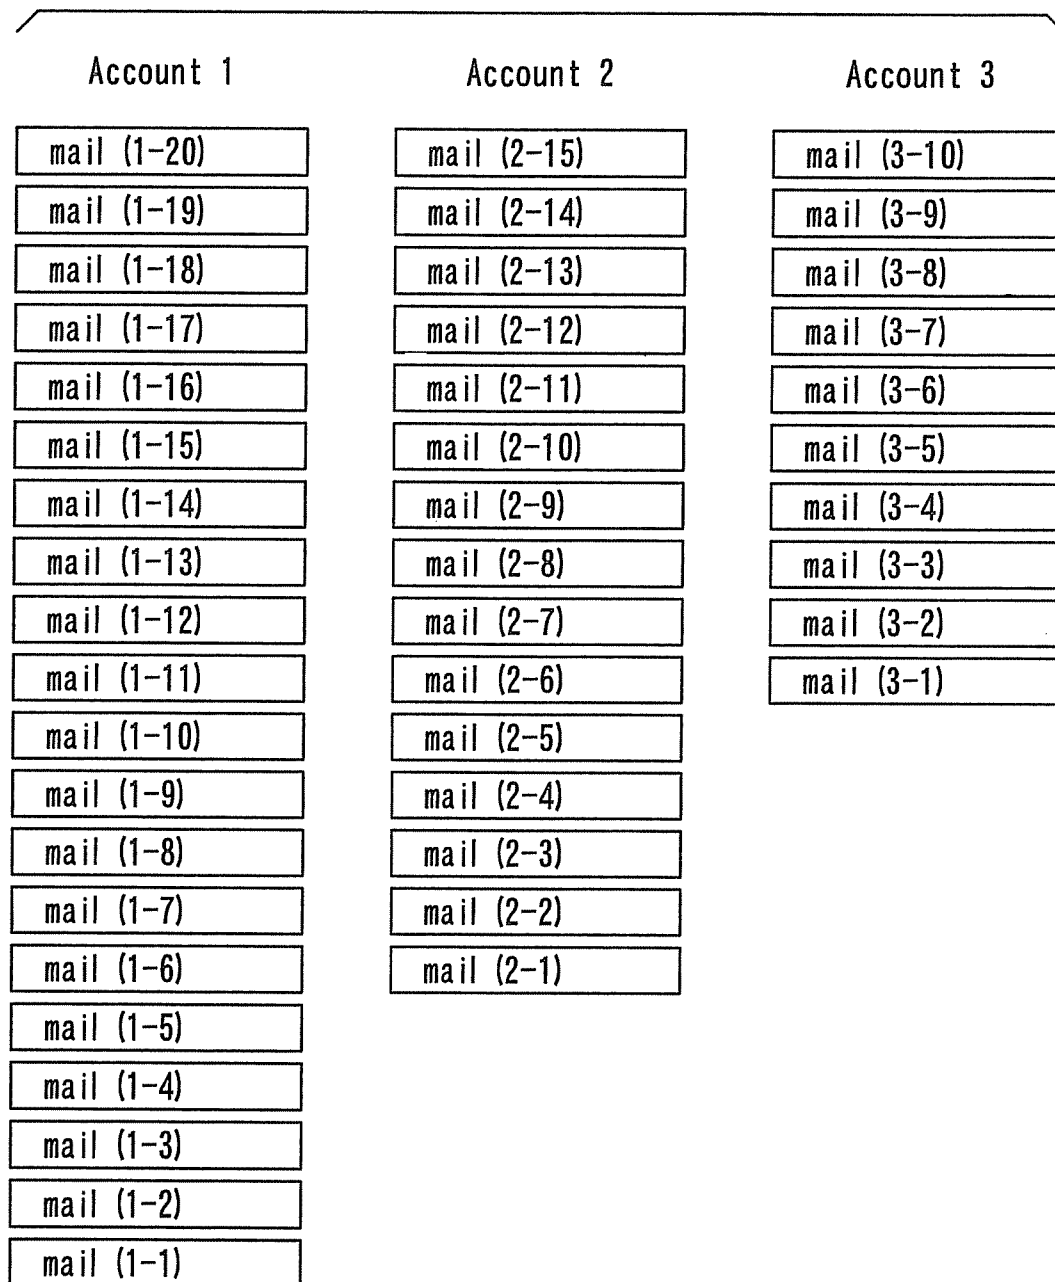 Account 1
mail (1-20)
mail (1-19)
mail (1-18)
mail (1-17)
mail (1-16)
mail (1-15)
mail (1-14)
mail (1-13)
mail (1-12)
mail (1-11)
mail (1-10)
mail (1-9)
mail (1-8)
mail (1-7)
mail (1-6)
mail (1-5)
mail (1-4)
mail (1-3)
mail (1-2)
mail (1-1)
Account 2
mail (2-15)
mail (2-14)
mail (2-13)
mail (2-12)
mail (2-11)
mail (2-10)
mail (2-9)
mail (2-8)
mail (2-7)
mail (2-6)
mail (2-5)
mail (2-4)
mail (2-3)
mail (2-2)
mail (2-1)
Account 3
mail (3-10)
mail (3-9)
mail (3-8)
mail (3-7)
mail (3-6)
mail (3-5)
mail (3-4)
mail (3-3)
mail (3-2)
mail (3-1)